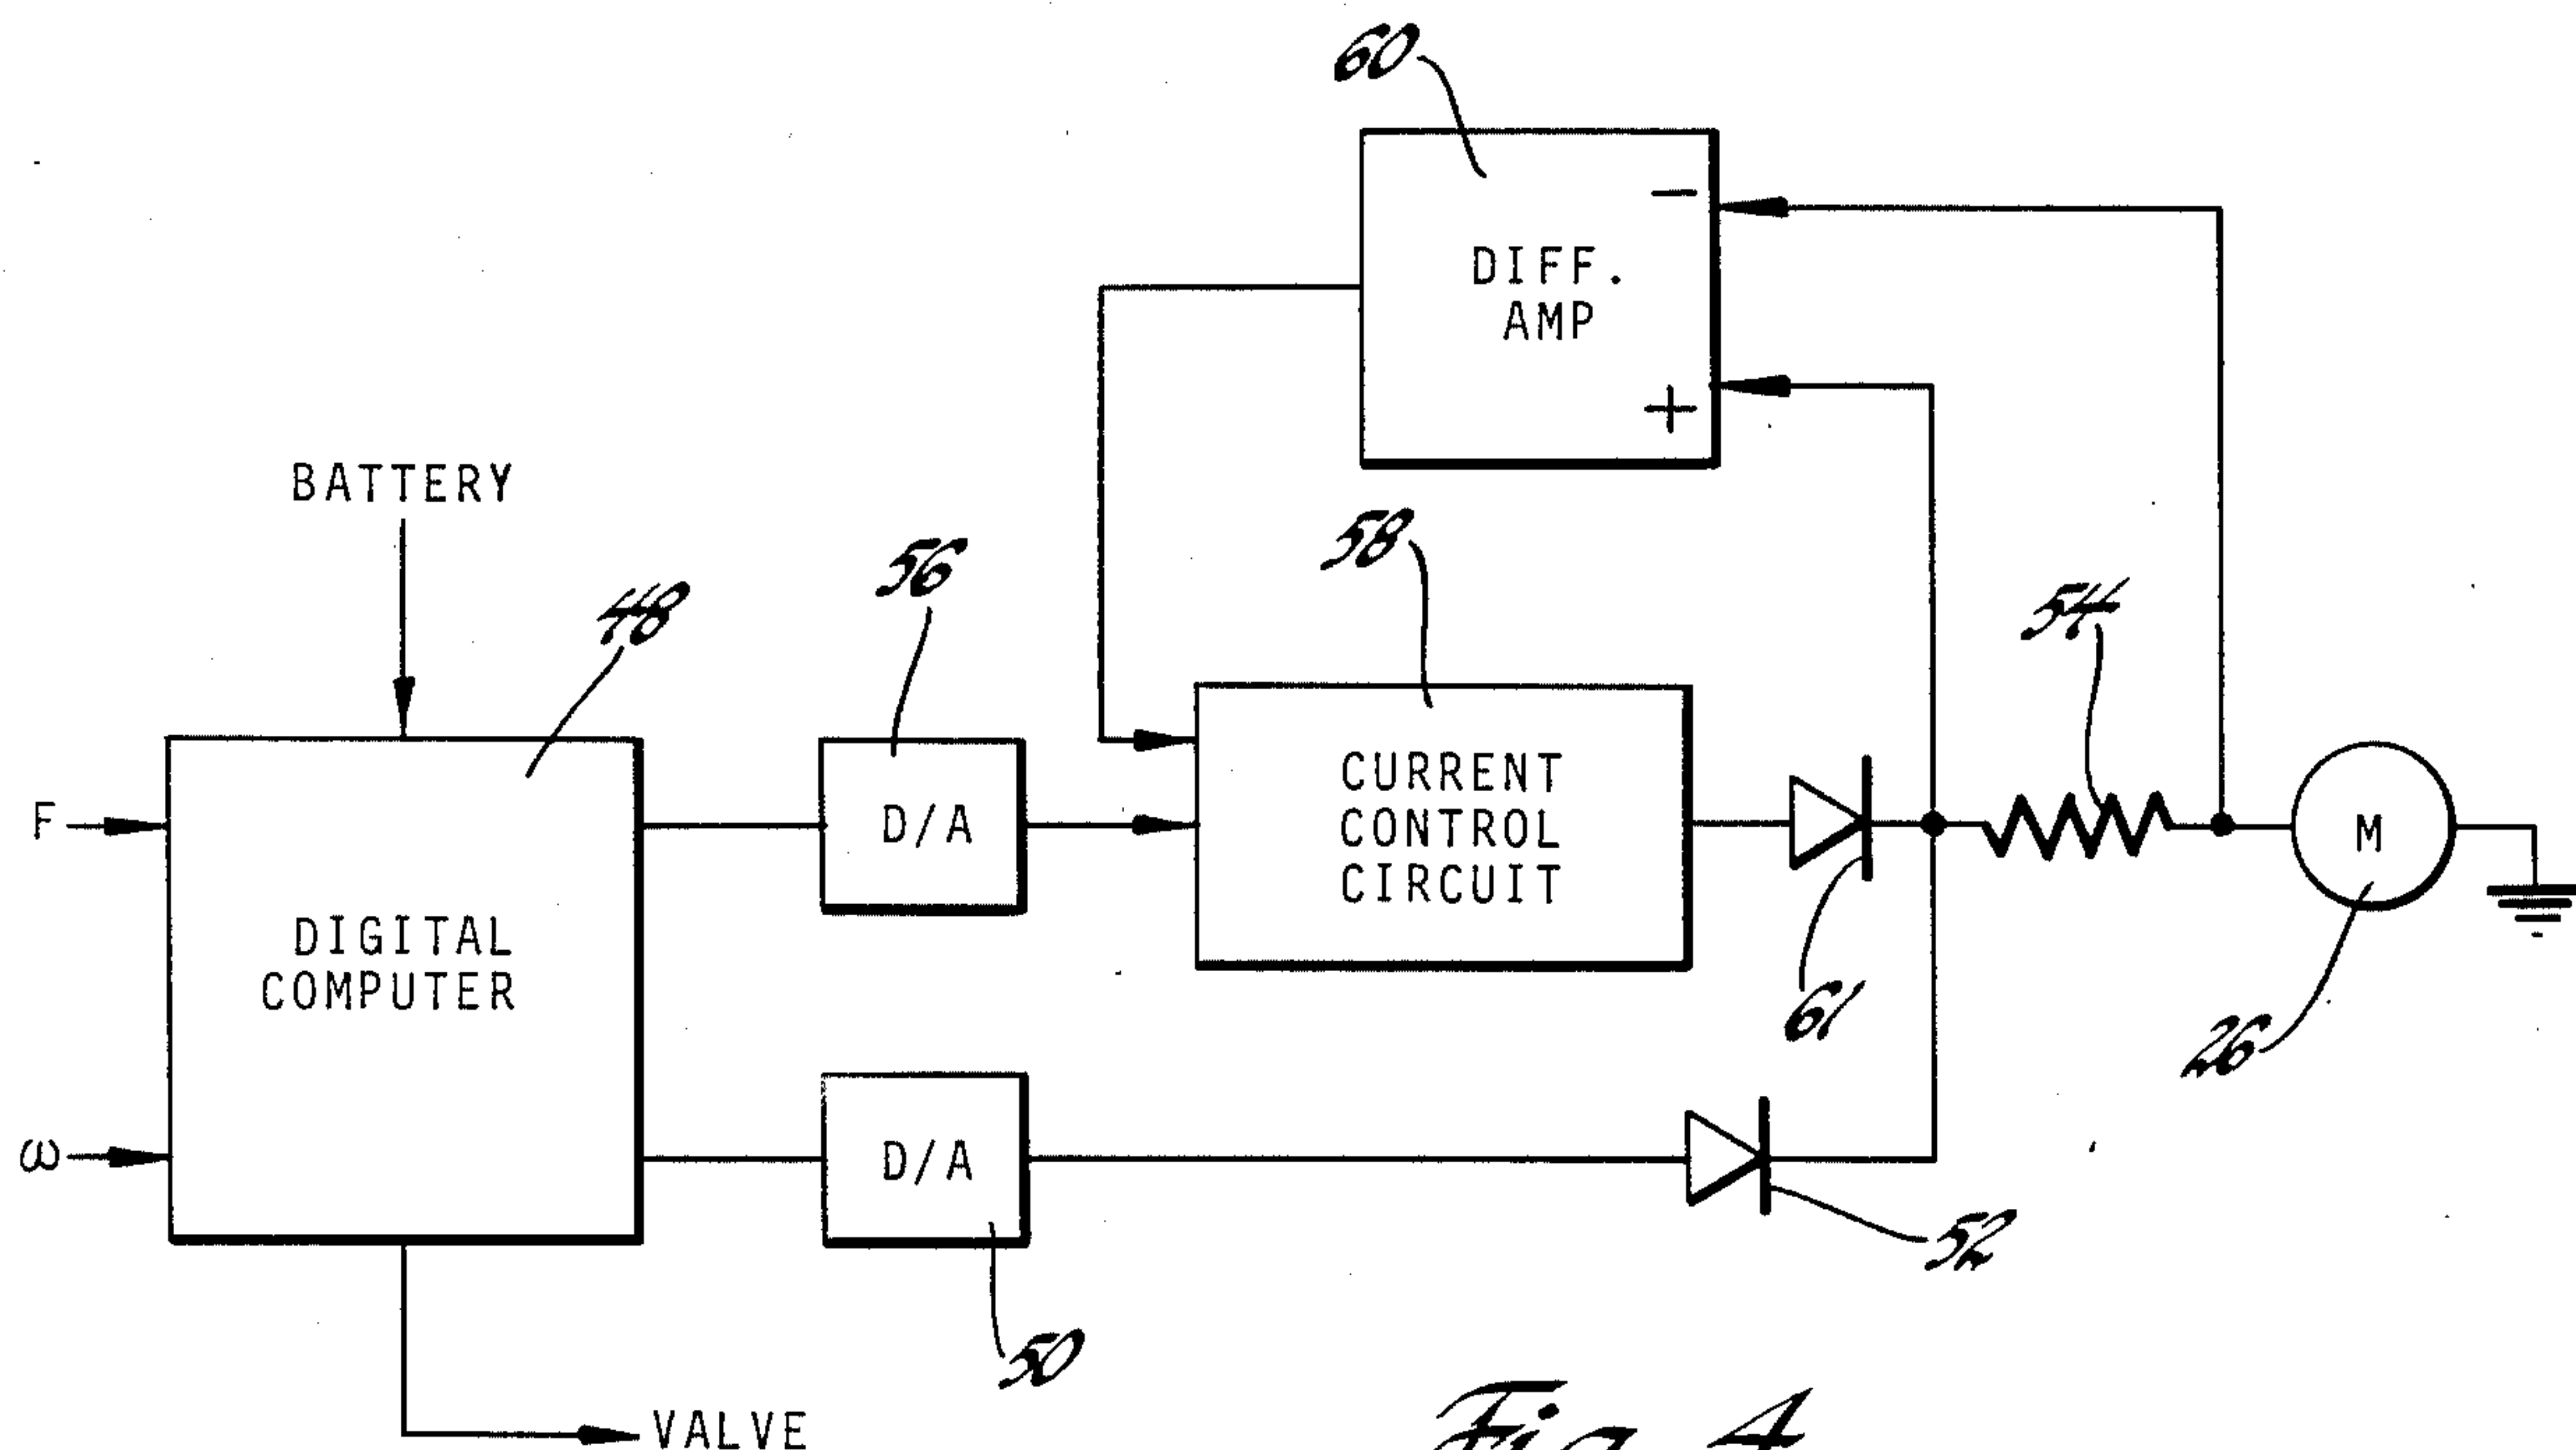 60
−
DIFF.
AMP
+
BATTERY
58
56
54
48
F
D/A
CURRENT
CONTROL
CIRCUIT
M
DIGITAL
COMPUTER
61
26
ω
D/A
52
50
VALVE
Fig. 4